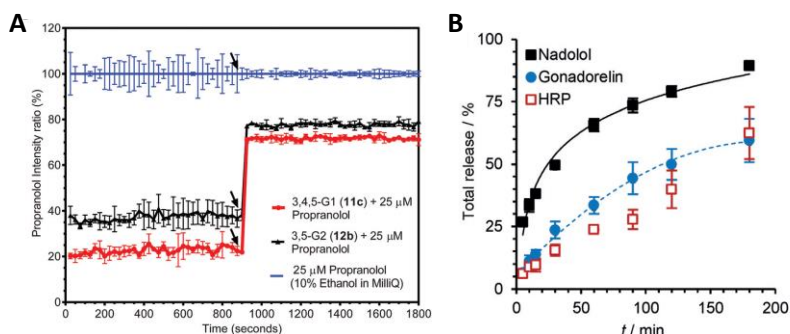 A
Propranolol Intensity ratio (%)
120
100
80
60
40
20
0
3,4,5-G1 (11c) + 25 µM
Propranolol
3,5-G2 (12b) + 25 µM
Propranolol
25 µM Propranolol
(10% Ethanol in MilliQ)
0 200 400 600 800 1000 1200 1400 1600 1800
Time (seconds)
B
Total release / %
100
75
50
25
0
Nadolol
Gonadorelin
HRP
0 50 100 150 200
t / min